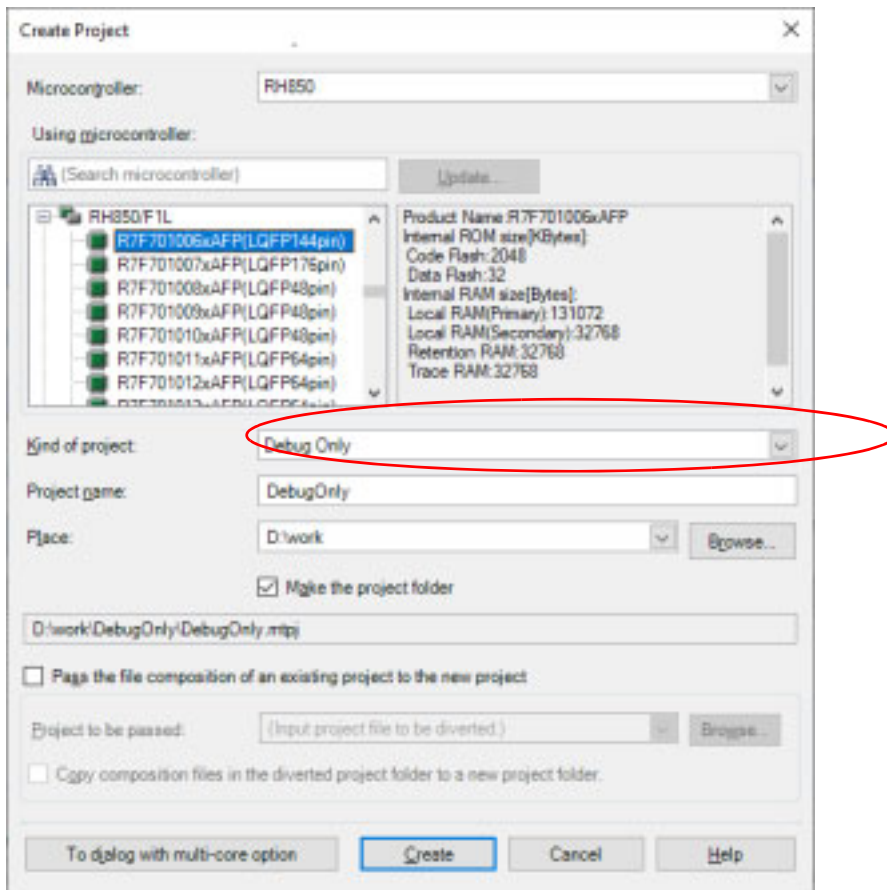 Create Project
Microcontroller:
RH850
Using microcontroller:
(Search microcontroller)
Update...
RH850/F1L
R7F701006xAFP(LQFP144pin)
R7F701007xAFP(LQFP176pin)
R7F701008xAFP(LQFP48pin)
R7F701009xAFP(LQFP48pin)
R7F701010xAFP(LQFP48pin)
R7F701011xAFP(LQFP64pin)
R7F701012xAFP(LQFP64pin)
Product Name:R7F701006xAFP
Internal ROM size[KBytes]:
Code Flash:2048
Data Flash:32
Internal RAM size[Bytes]:
Local RAM(Primary):131072
Local RAM(Secondary):32768
Retention RAM:32768
Trace RAM:32768
Kind of project:
Debug Only
Project name:
DebugOnly
Place:
D:\work
Browse...
Make the project folder
D:\work\DebugOnly\DebugOnly.mtpj
Pass the file composition of an existing project to the new project
Project to be passed:
(Input project file to be diverted.)
Browse...
Copy composition files in the diverted project folder to a new project folder.
To dialog with multi-core option
Create
Cancel
Help